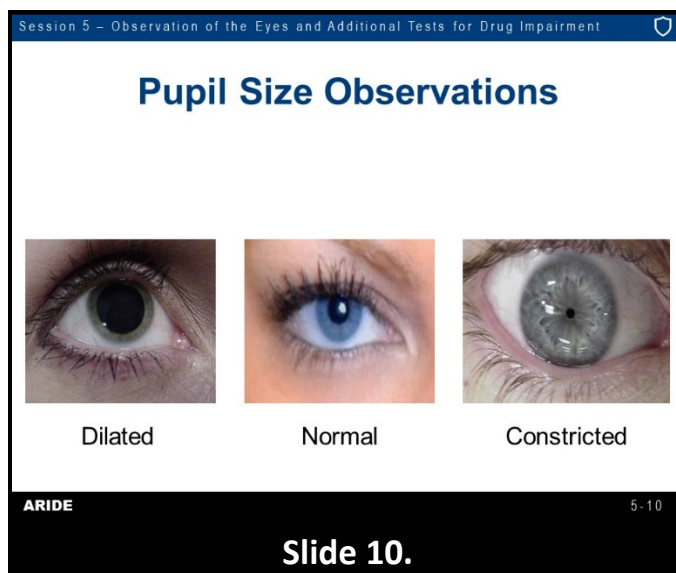 Session 5 – Observation of the Eyes and Additional Tests for Drug Impairment
Pupil Size Observations
Dilated
Normal
Constricted
ARIDE
5-10
Slide 10.